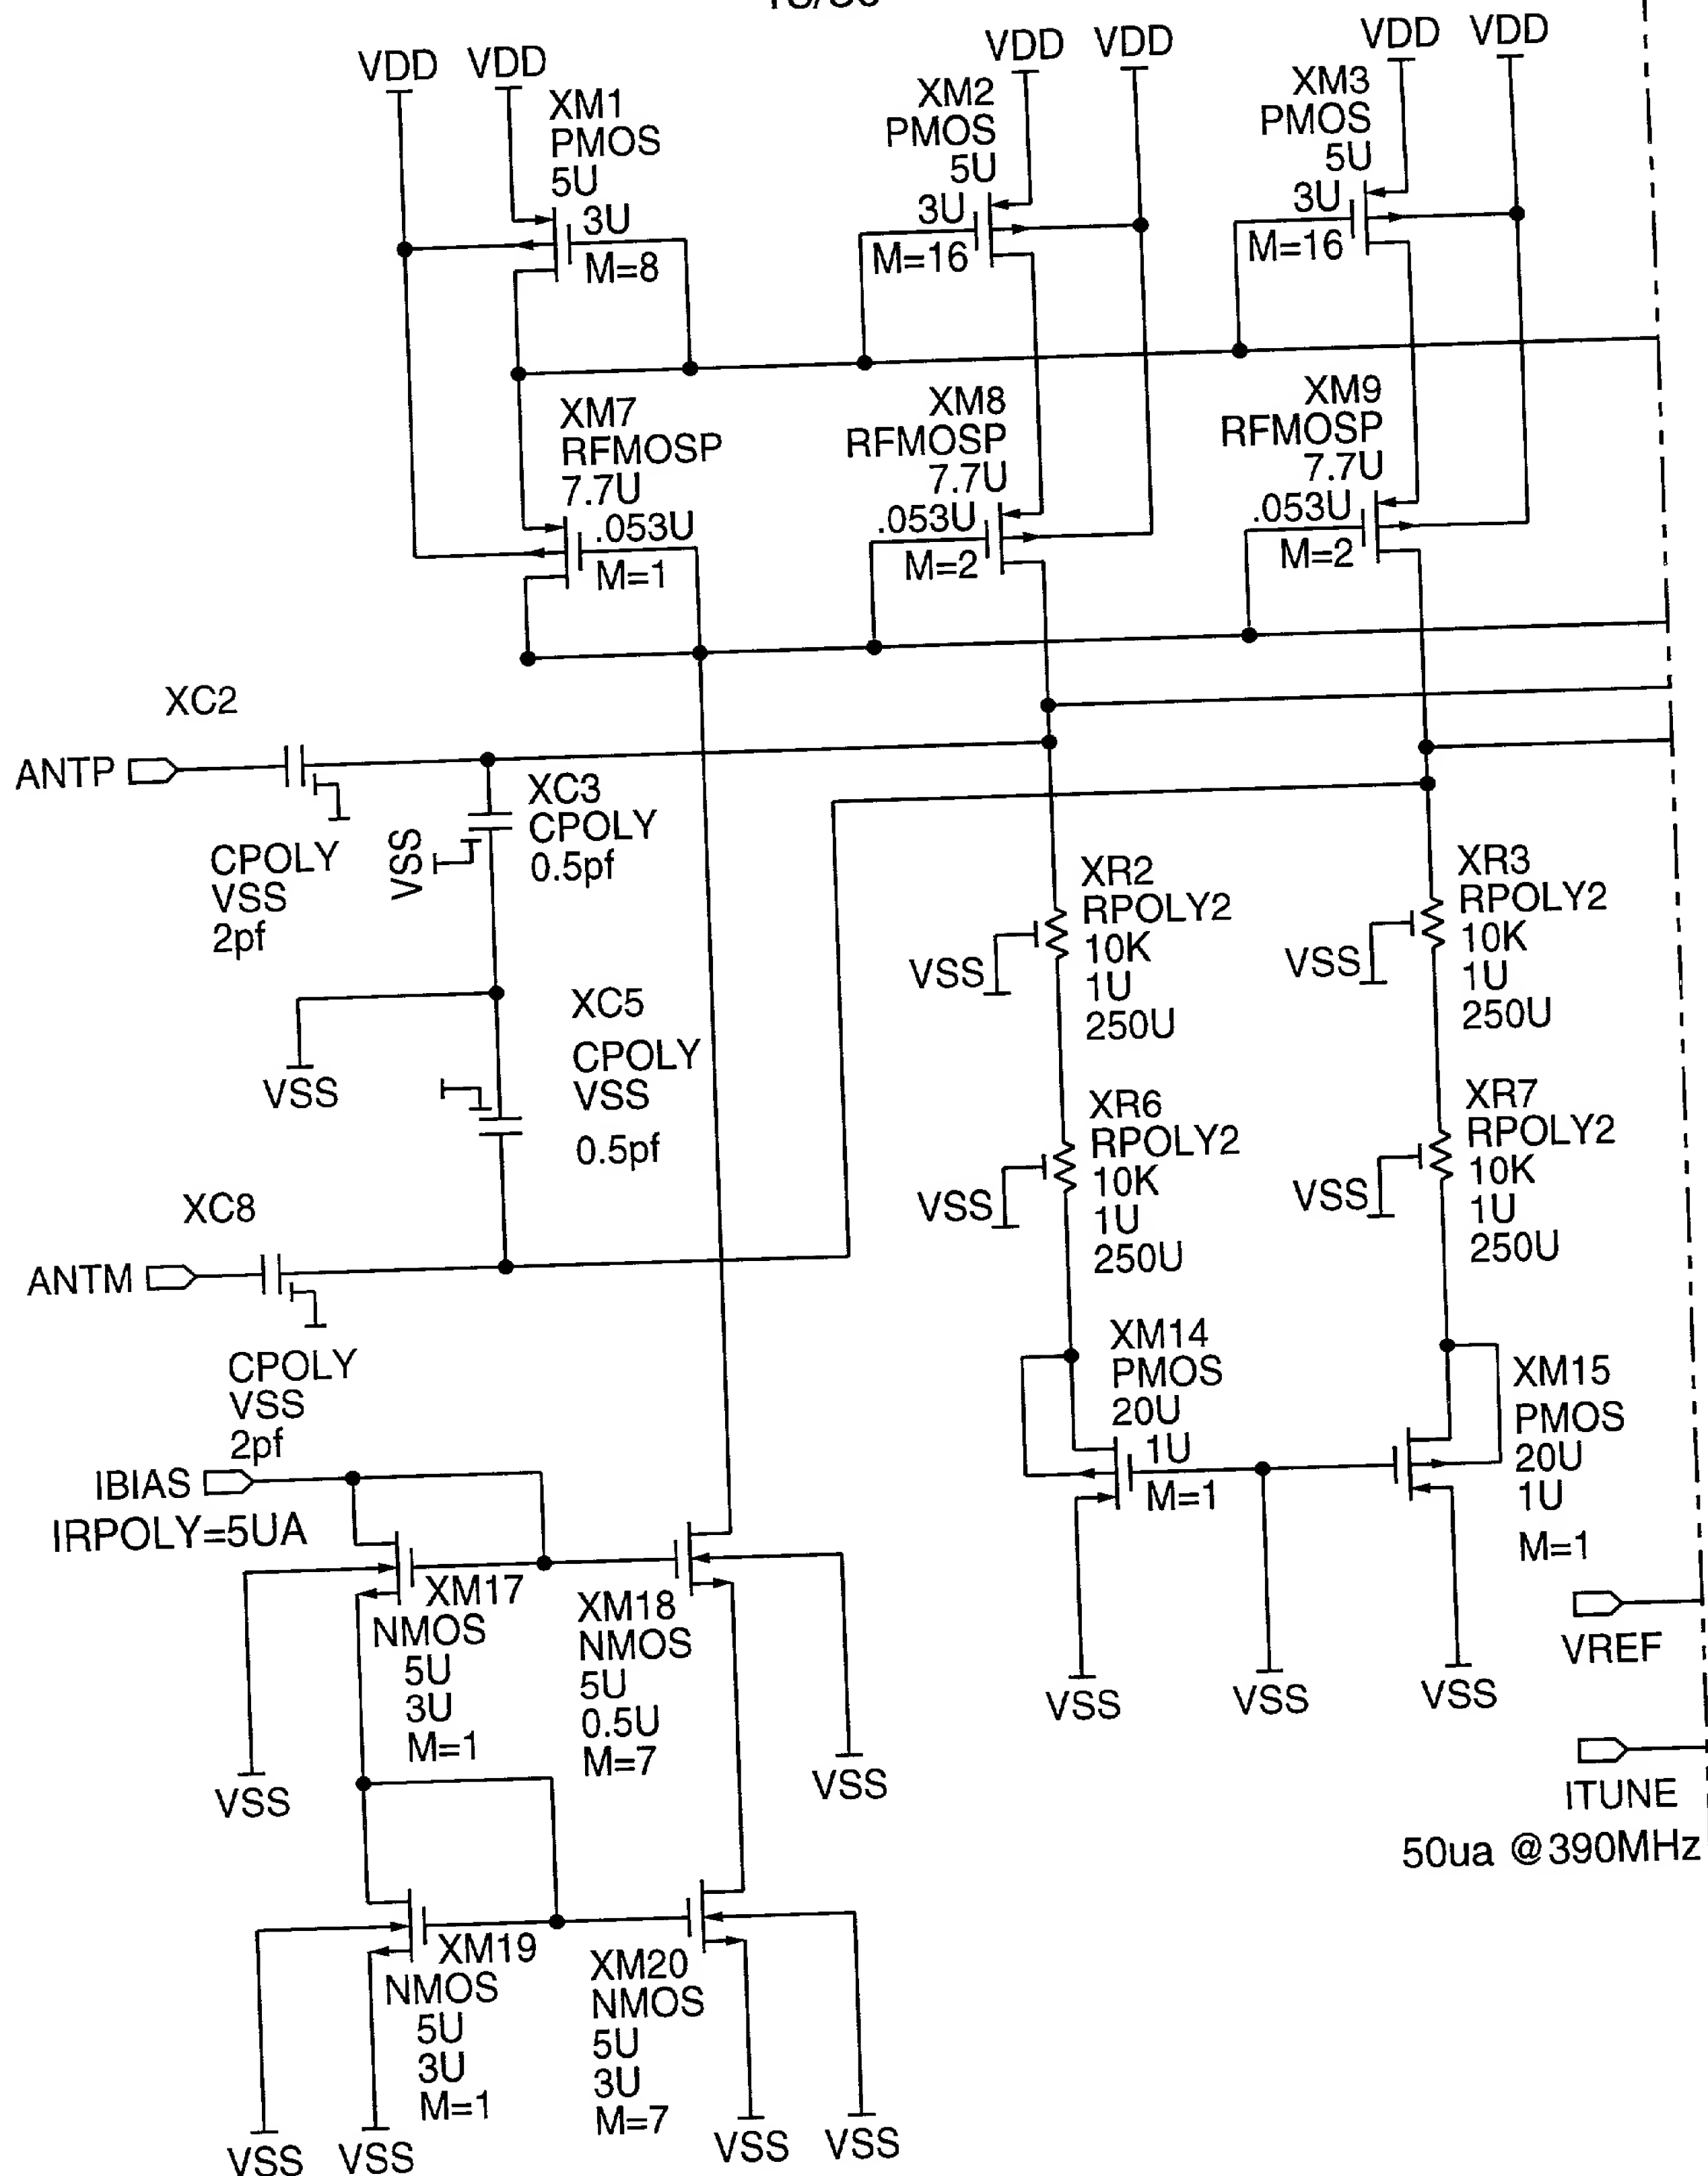 VDD
VDD
XM1
PMOS
5U
3U
M=8
VDD
VDD
XM2
PMOS
5U
3U
M=16
VDD
VDD
XM3
PMOS
5U
3U
M=16
XM7
RFMOSP
7.7U
.053U
M=1
XM8
RFMOSP
7.7U
.053U
M=2
XM9
RFMOSP
7.7U
.053U
M=2
XC2
ANTP
CPOLY
VSS
2pf
XC3
CPOLY
0.5pf
VSS
XC5
CPOLY
VSS
0.5pf
VSS
XC8
ANTM
CPOLY
VSS
2pf
XR2
RPOLY2
10K
1U
250U
VSS
XR3
RPOLY2
10K
1U
250U
VSS
XR6
RPOLY2
10K
1U
250U
VSS
XR7
RPOLY2
10K
1U
250U
VSS
XM14
PMOS
20U
1U
M=1
XM15
PMOS
20U
1U
M=1
VSS
VSS
VSS
IBIAS
IRPOLY=5UA
XM17
NMOS
5U
3U
M=1
XM18
NMOS
5U
0.5U
M=7
VSS
VSS
VREF
ITUNE
50ua @390MHz
XM19
NMOS
5U
3U
M=1
XM20
NMOS
5U
3U
M=7
VSS
VSS
VSS
VSS